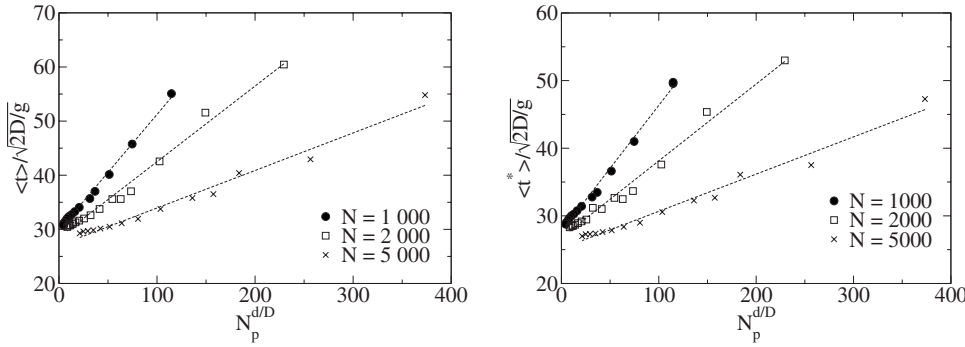 70
60
50
40
30
20
<t>/√2D/g
0
100
200
300
400
N_p^{d/D}
N = 1 000
N = 2 000
N = 5 000
60
50
40
30
20
<t*>/√2D/g
0
100
200
300
400
N_p^{d/D}
N = 1000
N = 2000
N = 5000